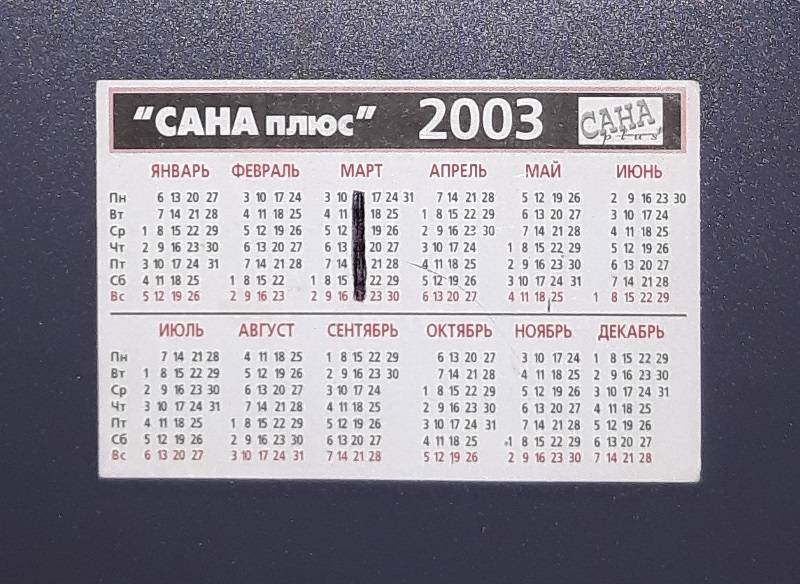 "САНА плюс" 2003 САНА plus
ЯНВАРЬ ФЕВРАЛЬ МАРТ АПРЕЛЬ МАЙ ИЮНЬ
Пн 6 13 20 27 3 10 17 24 3 10 17 24 31 7 14 21 28 5 12 19 26 2 9 16 23 30
Вт 7 14 21 28 4 11 18 25 4 11 18 25 1 8 15 22 29 6 13 20 27 3 10 17 24
Ср 1 8 15 22 29 5 12 19 26 5 12 19 26 2 9 16 23 30 7 14 21 28 4 11 18 25
Чт 2 9 16 23 30 6 13 20 27 6 13 20 27 3 10 17 24 1 8 15 22 29 5 12 19 26
Пт 3 10 17 24 31 7 14 21 28 7 14 21 28 4 11 18 25 2 9 16 23 30 6 13 20 27
Сб 4 11 18 25 1 8 15 22 1 8 22 29 5 12 19 26 3 10 17 24 31 7 14 21 28
Вс 5 12 19 26 2 9 16 23 2 9 16 23 30 6 13 20 27 4 11 18 25 1 8 15 22 29
ИЮЛЬ АВГУСТ СЕНТЯБРЬ ОКТЯБРЬ НОЯБРЬ ДЕКАБРЬ
Пн 7 14 21 28 4 11 18 25 1 8 15 22 29 6 13 20 27 3 10 17 24 1 8 15 22 29
Вт 1 8 15 22 29 5 12 19 26 2 9 16 23 30 7 14 21 28 4 11 18 25 2 9 16 23 30
Ср 2 9 16 23 30 6 13 20 27 3 10 17 24 1 8 15 22 29 5 12 19 26 3 10 17 24 31
Чт 3 10 17 24 31 7 14 21 28 4 11 18 25 2 9 16 23 30 6 13 20 27 4 11 18 25
Пт 4 11 18 25 1 8 15 22 29 5 12 19 26 3 10 17 24 31 7 14 21 28 5 12 19 26
Сб 5 12 19 26 2 9 16 23 30 6 13 20 27 4 11 18 25 1 8 15 22 29 6 13 20 27
Вс 6 13 20 27 3 10 17 24 31 7 14 21 28 5 12 19 26 2 9 16 23 30 7 14 21 28